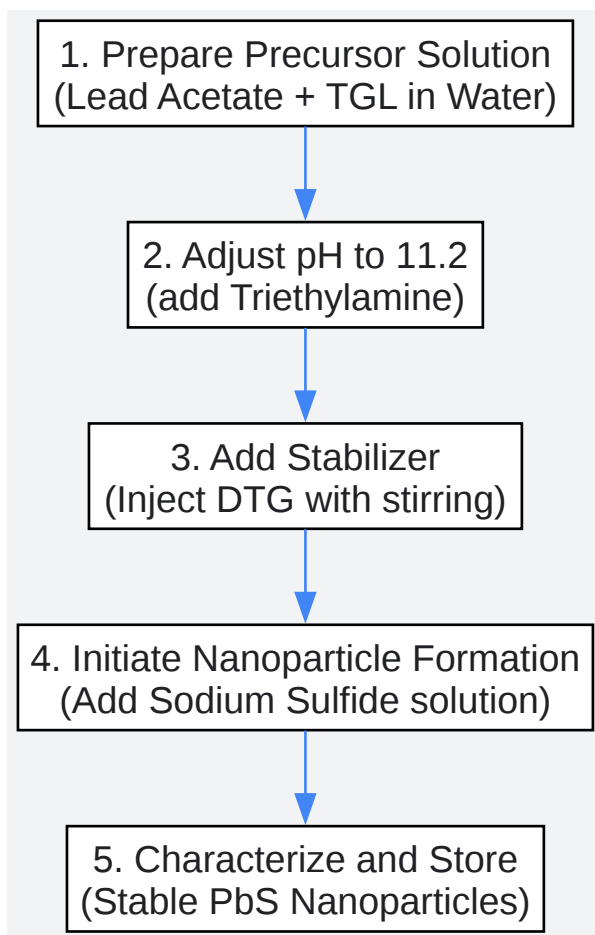 1. Prepare Precursor Solution
(Lead Acetate + TGL in Water)
2. Adjust pH to 11.2
(add Triethylamine)
3. Add Stabilizer
(Inject DTG with stirring)
4. Initiate Nanoparticle Formation
(Add Sodium Sulfide solution)
5. Characterize and Store
(Stable PbS Nanoparticles)